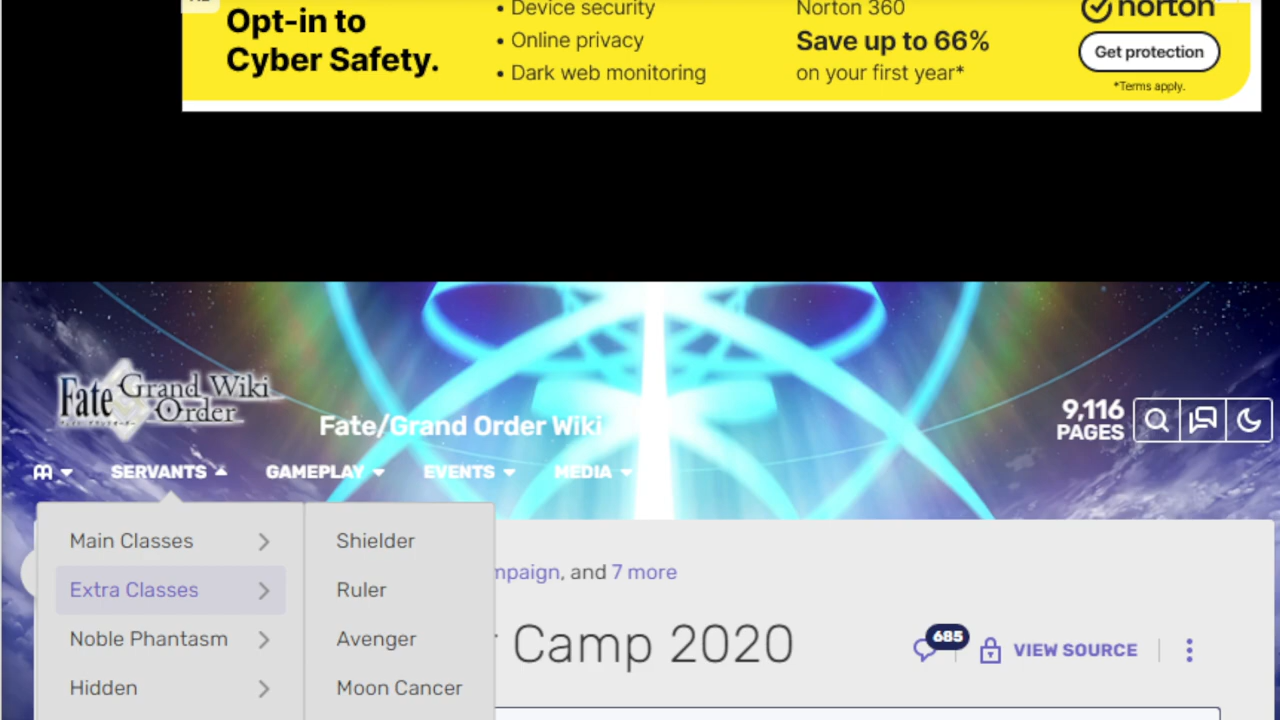 Opt-in to
Cyber Safety.
• Device security
• Online privacy
• Dark web monitoring
Norton 360
Save up to 66%
on your first year*
norton
Get protection
*Terms apply.
Fate Grand Order Wiki
Fate/Grand Order Wiki
9,116
PAGES
SERVANTS GAMEPLAY EVENTS MEDIA
Main Classes
Extra Classes
Noble Phantasm
Hidden
Shielder
Ruler
Avenger
Moon Cancer
mpaign, and 7 more
Camp 2020
685
VIEW SOURCE